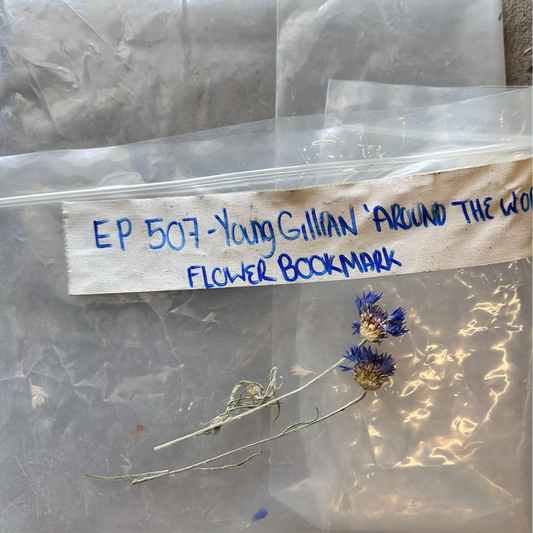 EP 507 - Young Gillian 'AROUND THE WO
FLOWER BOOKMARK